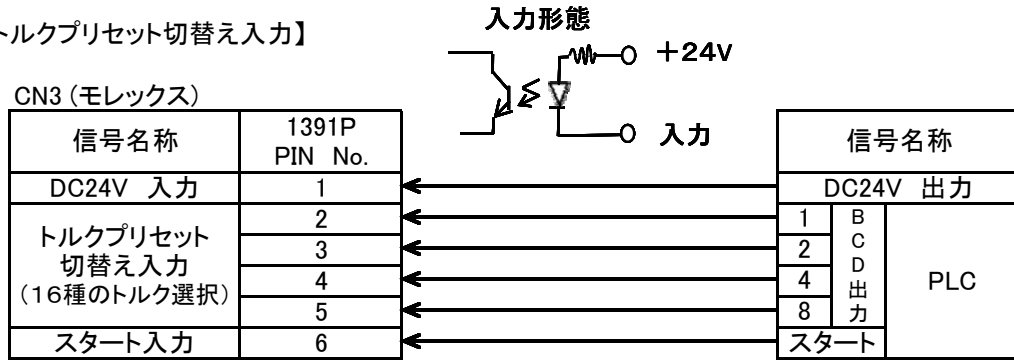 トルクプリセット切替え入力】
入力形態
+24V
入力
CN3 (モレックス)
信号名称
1391P
PIN No.
DC24V 入力
1
トルクプリセット
切替え入力
(16種のトルク選択)
2
3
4
5
スタート入力
6
信号名称
DC24V 出力
1
2
4
8
BCD出力
PLC
スタート